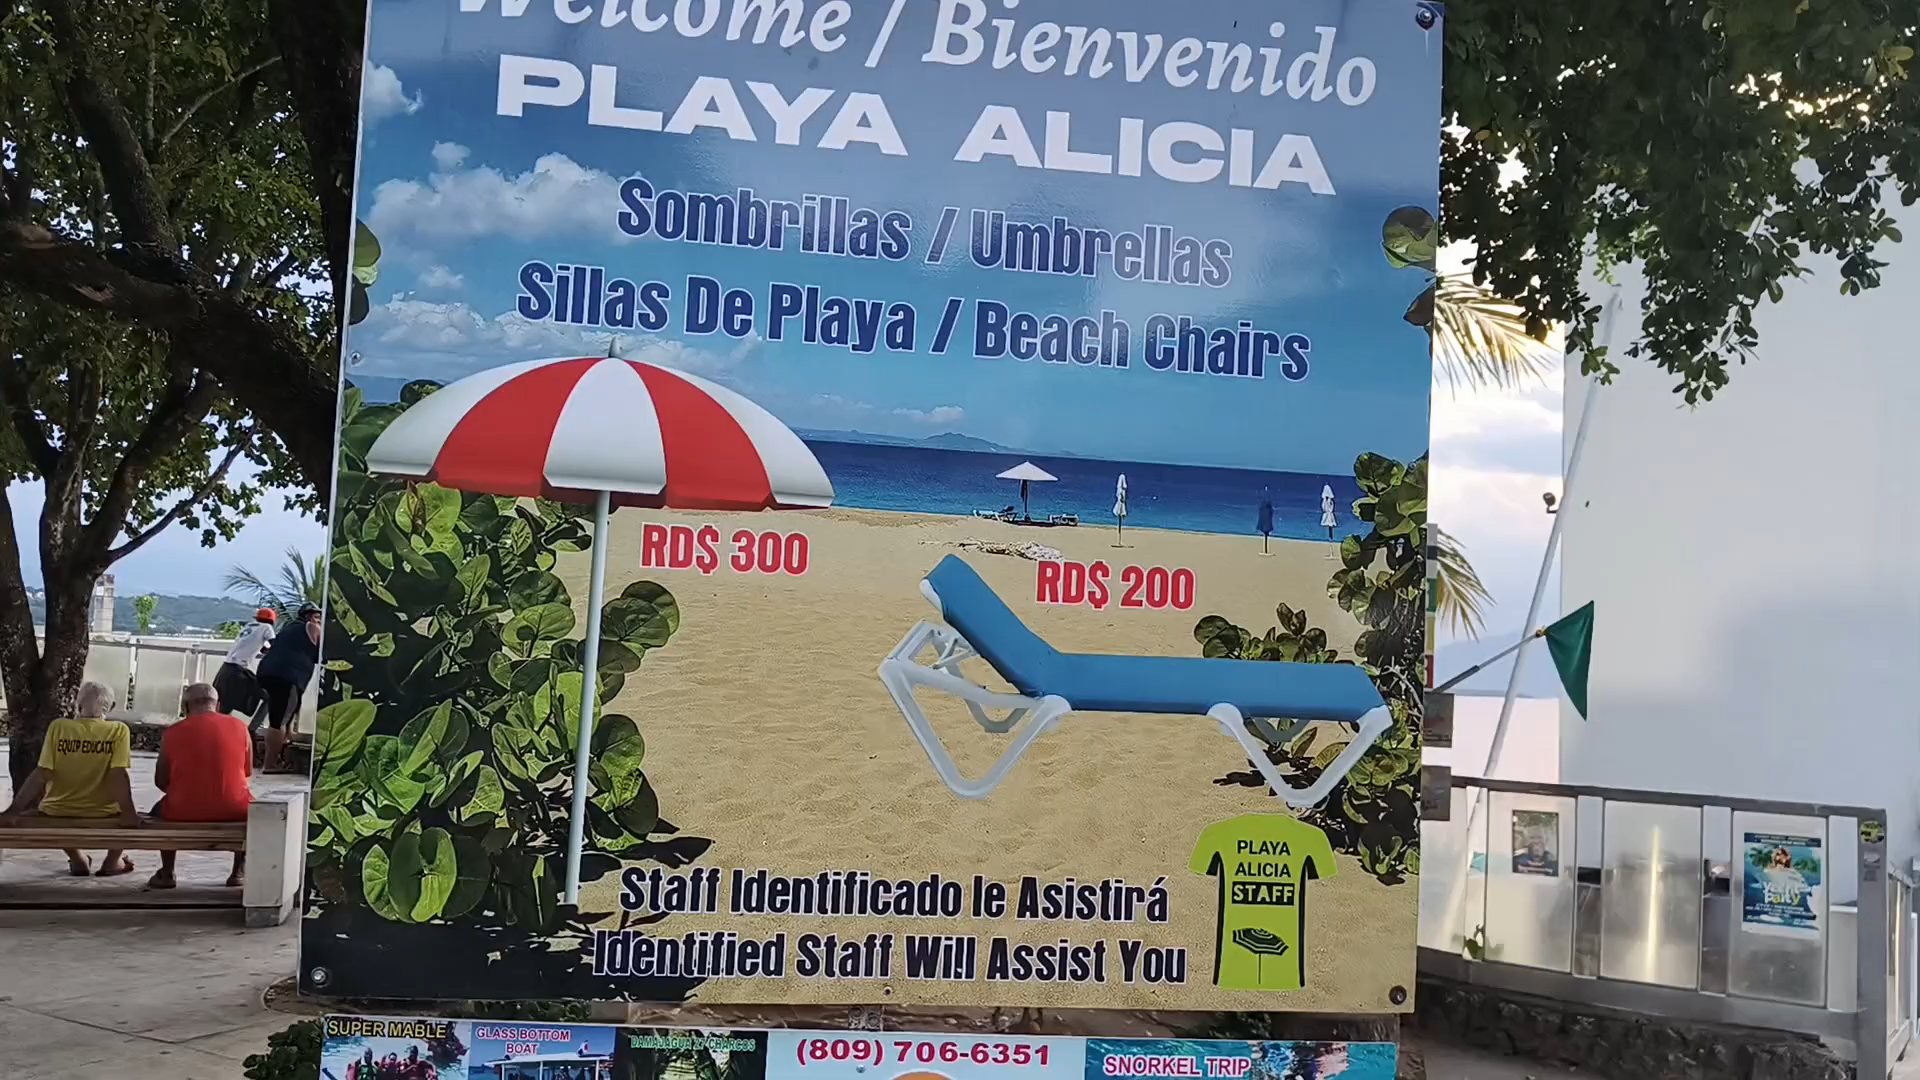 Welcome / Bienvenido
PLAYA ALICIA
Sombrillas / Umbrellas
Sillas De Playa / Beach Chairs
RD$ 300
RD$ 200
PLAYA
ALICIA
STAFF
Staff Identificado le Asistirá
Identified Staff Will Assist You
EQUIP EDUCATI
SUPER MABLE
GLASS BOTTOM
BOAT
DAMAJAGUA 27 CHARCOS
(809) 706-6351
SNORKEL TRIP